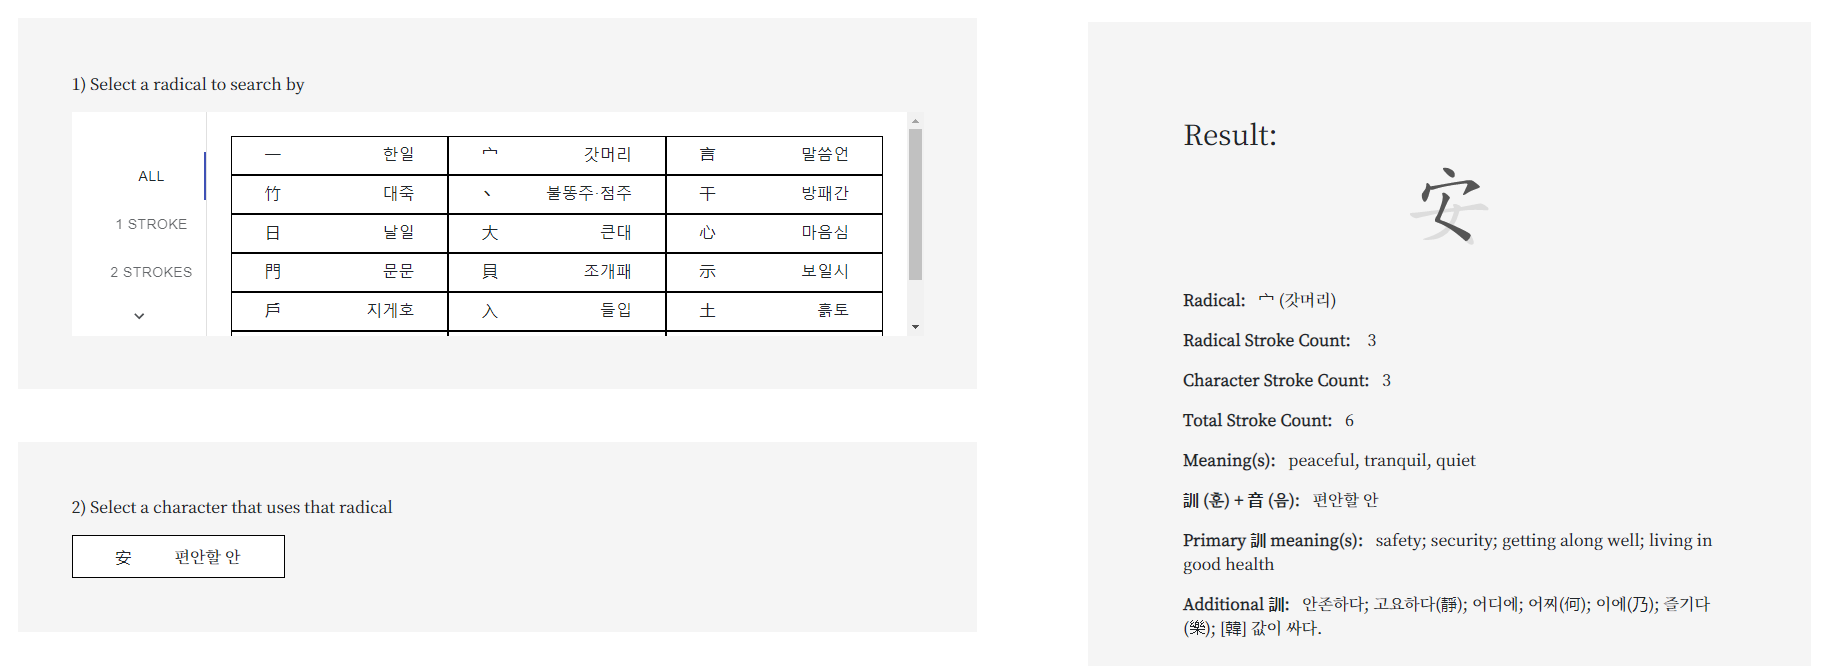 1) Select a radical to search by
ALL
1 STROKE
2 STROKES
一 한일 宀 갓머리 言 말씀언
竹 대죽 丶 불똥주·점주 干 방패간
日 날일 大 큰대 心 마음심
門 문문 貝 조개패 示 보일시
戶 지게호 入 들입 土 흙토
2) Select a character that uses that radical
安 편안할 안
Result:
安
Radical: 宀 (갓머리)
Radical Stroke Count: 3
Character Stroke Count: 3
Total Stroke Count: 6
Meaning(s): peaceful, tranquil, quiet
訓 (훈) + 音 (음): 편안할 안
Primary 訓 meaning(s): safety; security; getting along well; living in
good health
Additional 訓: 안존하다; 고요하다(靜); 어디에; 어찌(何); 이에(乃); 즐기다
(樂); [韓] 값이 싸다.